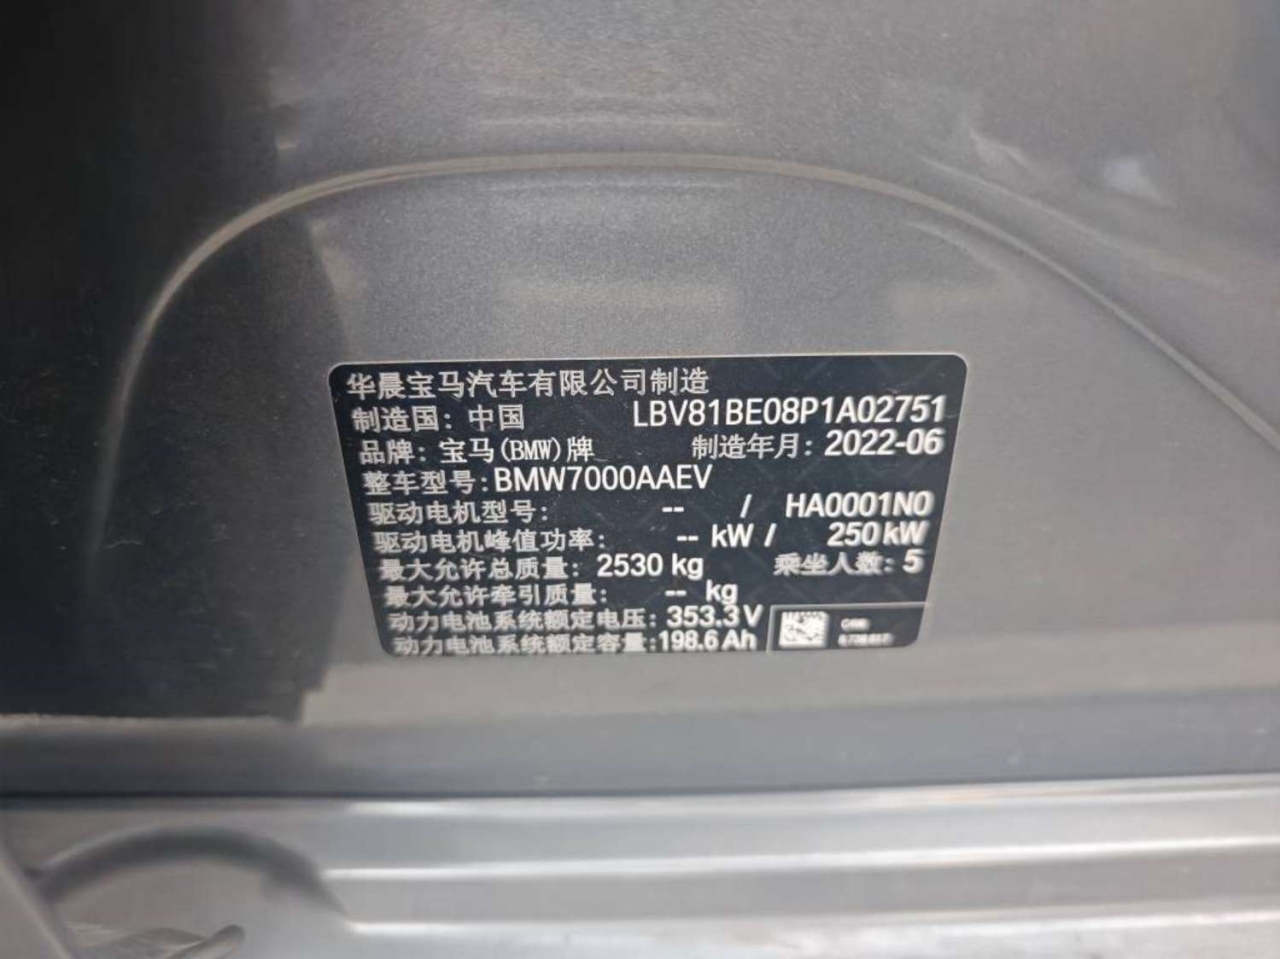 华晨宝马汽车有限公司制造
制造国: 中国 LBV81BE08P1A02751
品牌: 宝马(BMW)牌 制造年月: 2022-06
整车型号: BMW7000AAEV
驱动电机型号: -- / HA0001N0
驱动电机峰值功率: -- kW / 250kW
最大允许总质量: 2530 kg 乘坐人数: 5
最大允许牵引质量: -- kg
动力电池系统额定电压: 353.3V
动力电池系统额定容量:198.6Ah